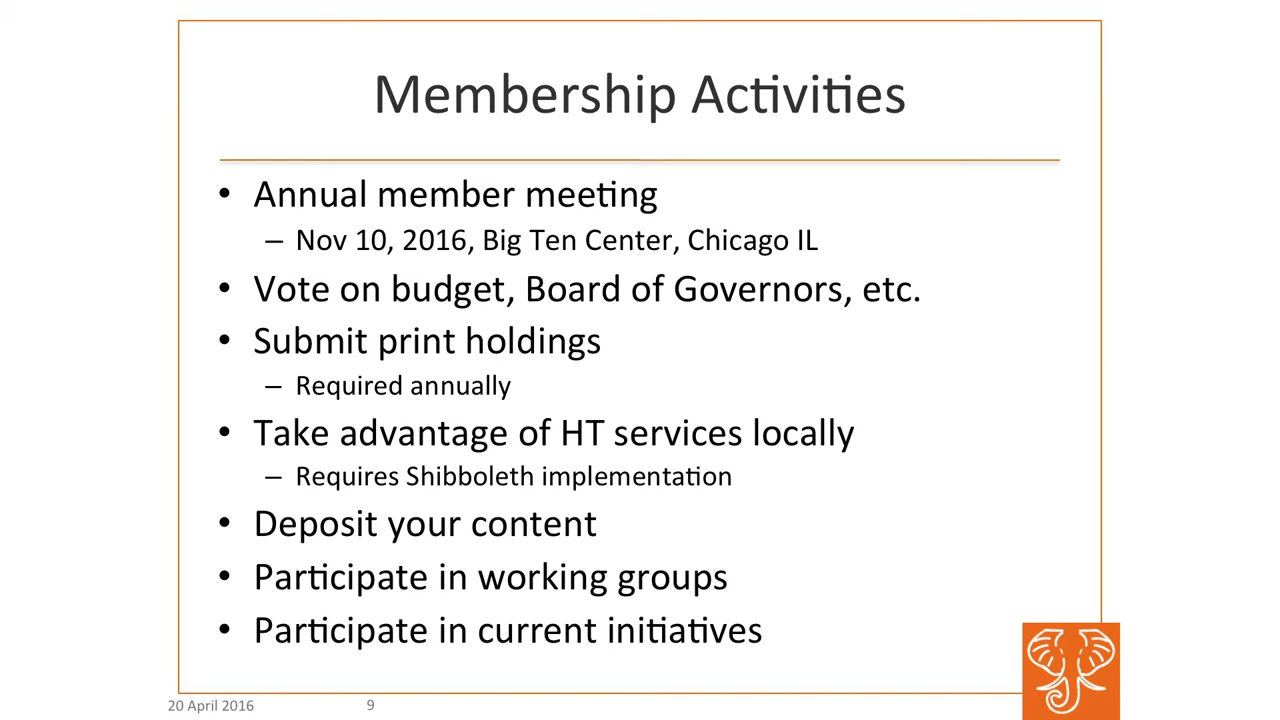 Membership Activities
• Annual member meeting
– Nov 10, 2016, Big Ten Center, Chicago IL
• Vote on budget, Board of Governors, etc.
• Submit print holdings
– Required annually
• Take advantage of HT services locally
– Requires Shibboleth implementation
• Deposit your content
• Participate in working groups
• Participate in current initiatives
20 April 2016 9